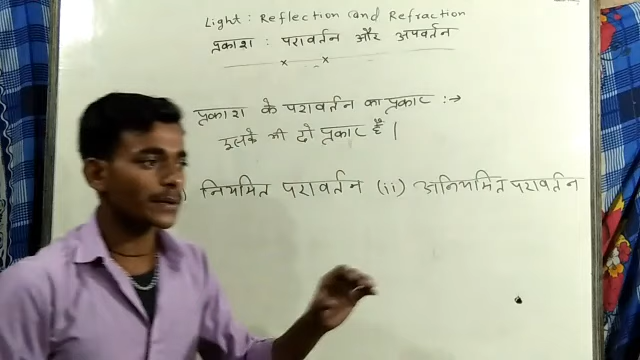 Light : Reflection and Refraction
प्रकाश : परावर्तन और अपवर्तन
प्रकाश के परावर्तन का प्रकार :→
इसके भी दो प्रकार हैं |
) नियमित परावर्तन (ii) अनियमित परावर्तन